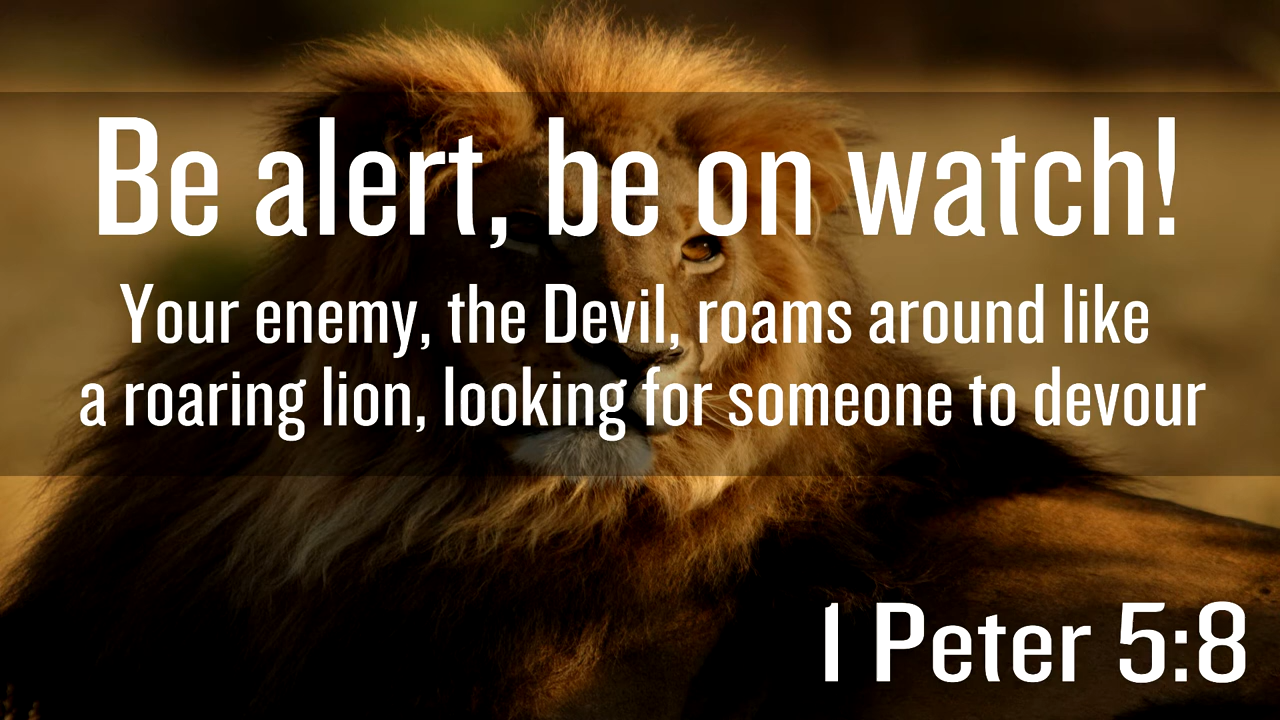 Be alert, be on watch!
Your enemy, the Devil, roams around like
a roaring lion, looking for someone to devour
1 Peter 5:8